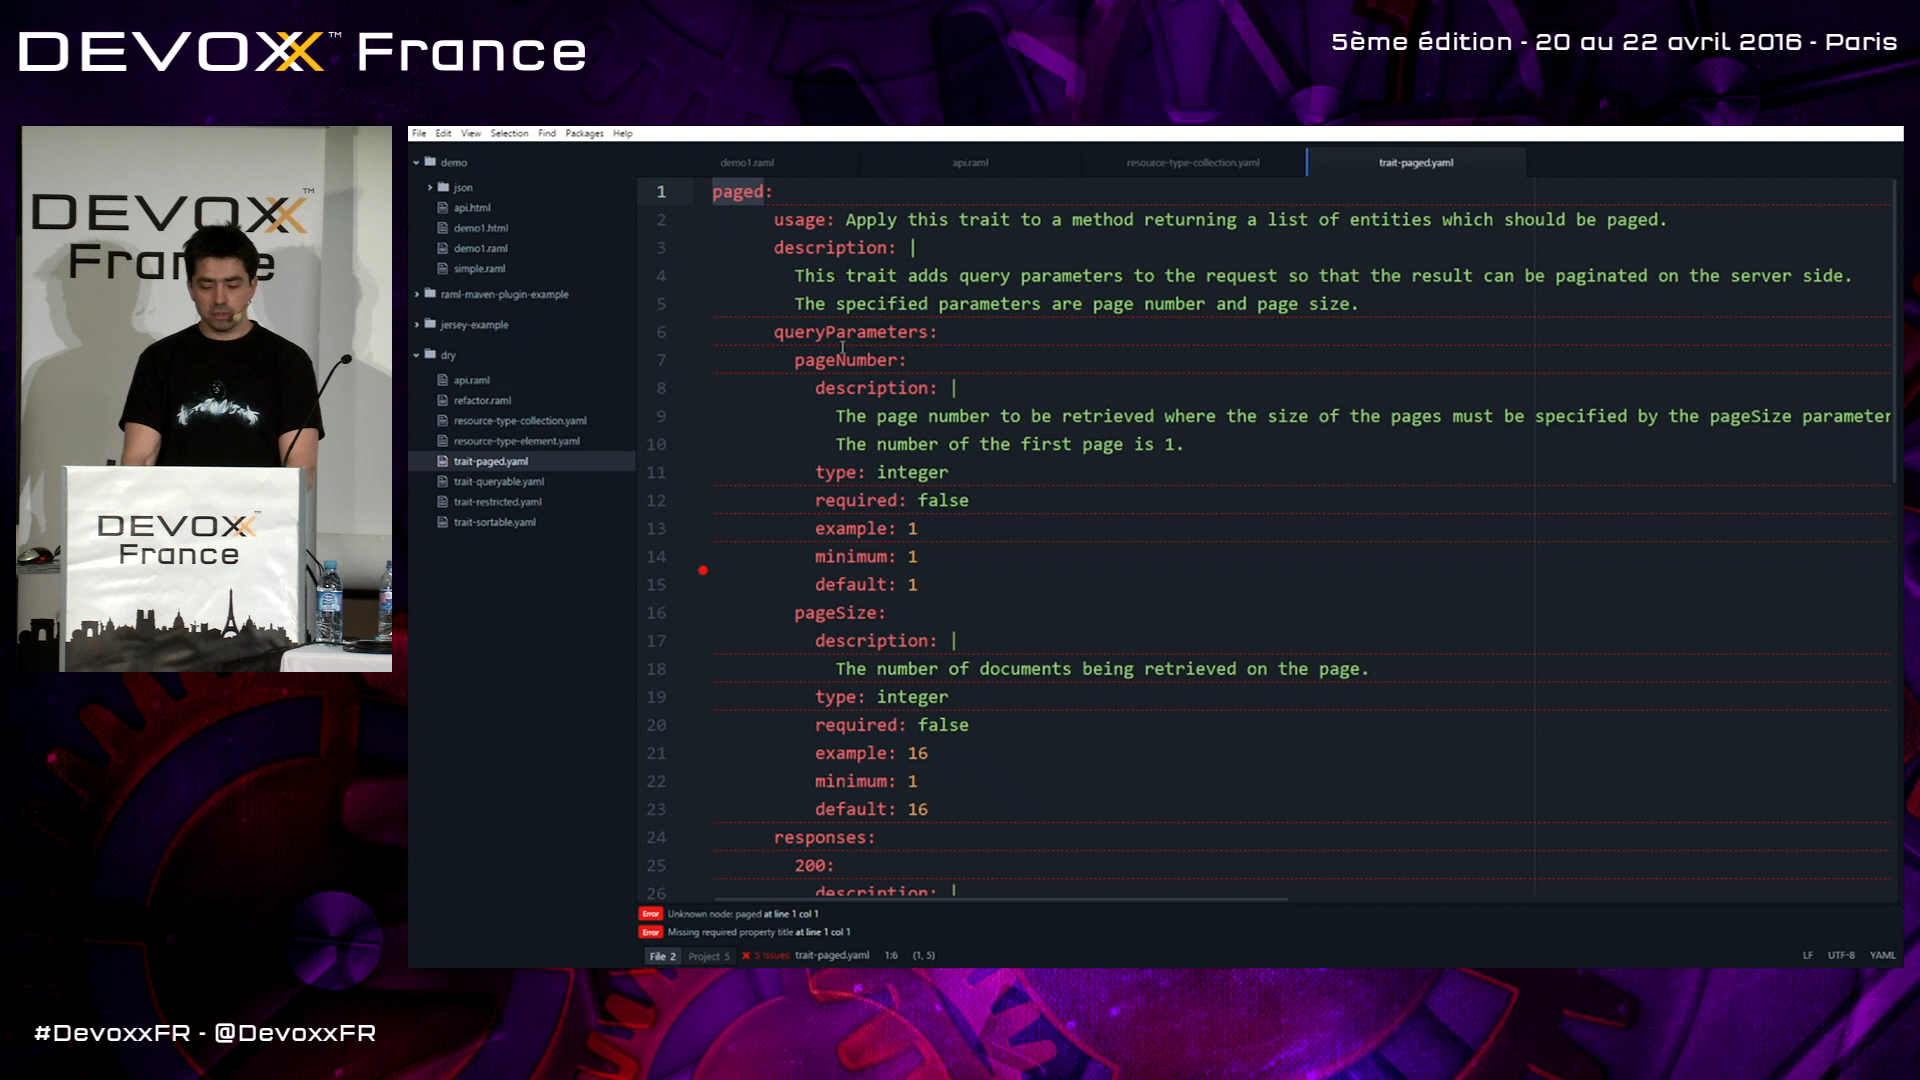 DEVOXX™ France
5ème édition - 20 au 22 avril 2016 - Paris
DEVOXX™
France
DEVOXX™
France
File Edit View Selection Find Packages Help
demo
json
api.html
demo1.html
demo1.raml
simple.raml
raml-maven-plugin-example
jersey-example
dry
api.raml
refactor.raml
resource-type-collection.yaml
resource-type-element.yaml
trait-paged.yaml
trait-queryable.yaml
trait-restricted.yaml
trait-sortable.yaml
demo1.raml api.raml resource-type-collection.yaml trait-paged.yaml
1 paged:
2 usage: Apply this trait to a method returning a list of entities which should be paged.
3 description: |
4 This trait adds query parameters to the request so that the result can be paginated on the server side.
5 The specified parameters are page number and page size.
6 queryParameters:
7 pageNumber:
8 description: |
9 The page number to be retrieved where the size of the pages must be specified by the pageSize parameter
10 The number of the first page is 1.
11 type: integer
12 required: false
13 example: 1
14 minimum: 1
15 default: 1
16 pageSize:
17 description: |
18 The number of documents being retrieved on the page.
19 type: integer
20 required: false
21 example: 16
22 minimum: 1
23 default: 16
24 responses:
25 200:
26 description: |
Error Unknown node: paged at line 1 col 1
Error Missing required property title at line 1 col 1
File 2 Project 5 5 issues trait-paged.yaml 1:6 (1, 5) LF UTF-8 YAML
#DevoxxFR - @DevoxxFR